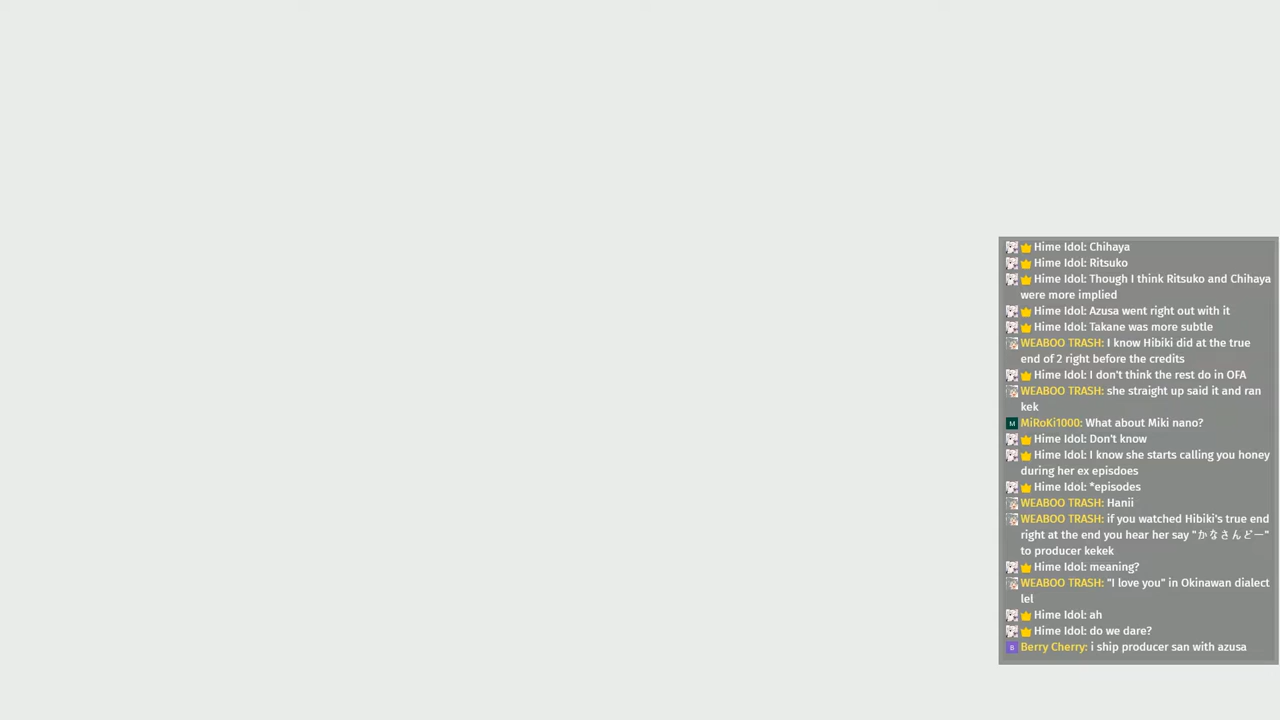 Hime Idol: Chihaya
Hime Idol: Ritsuko
Hime Idol: Though I think Ritsuko and Chihaya
were more implied
Hime Idol: Azusa went right out with it
Hime Idol: Takane was more subtle
WEABOO TRASH: I know Hibiki did at the true
end of 2 right before the credits
Hime Idol: I don't think the rest do in OFA
WEABOO TRASH: she straight up said it and ran
kek
M MiRoKi1000: What about Miki nano?
Hime Idol: Don't know
Hime Idol: I know she starts calling you honey
during her ex episdoes
Hime Idol: *episodes
WEABOO TRASH: Hanii
WEABOO TRASH: if you watched Hibiki's true end
right at the end you hear her say "かなさんどー"
to producer kekek
Hime Idol: meaning?
WEABOO TRASH: "I love you" in Okinawan dialect
lel
Hime Idol: ah
Hime Idol: do we dare?
B Berry Cherry: i ship producer san with azusa